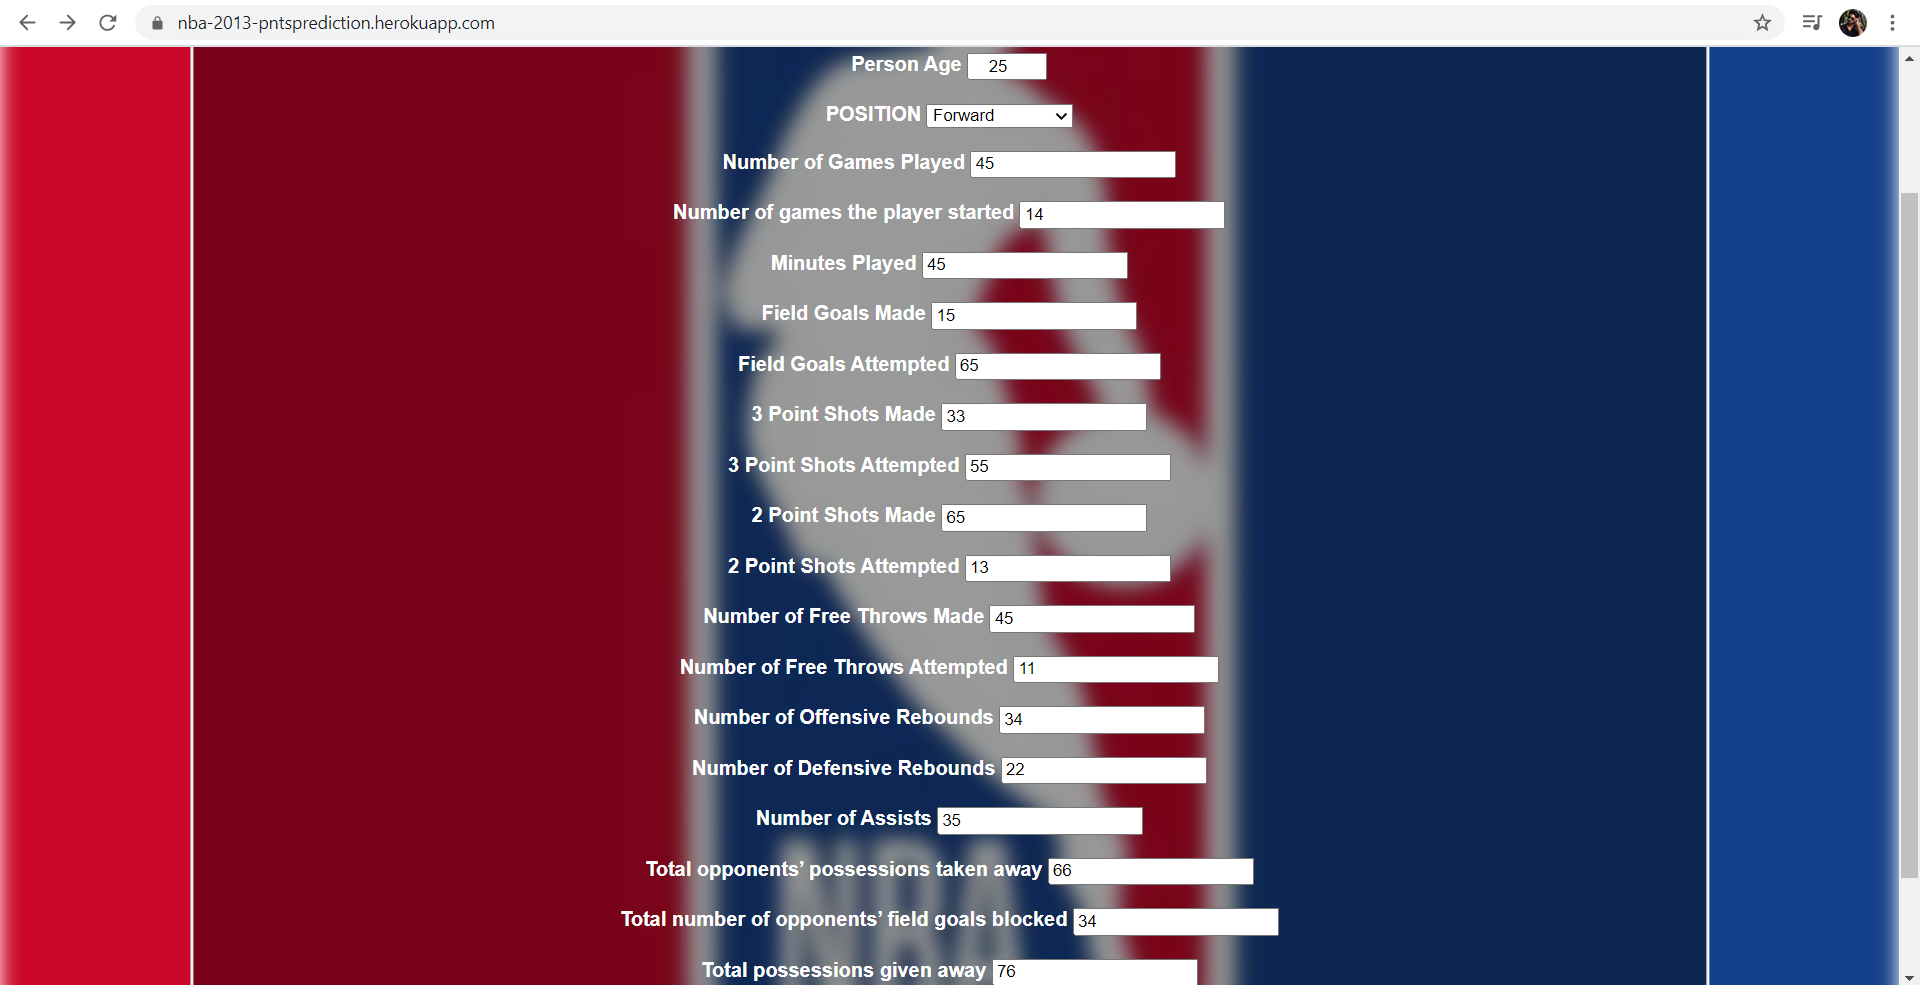 nba-2013-pntsprediction.herokuapp.com
Person Age 25
POSITION Forward
Number of Games Played 45
Number of games the player started 14
Minutes Played 45
Field Goals Made 15
Field Goals Attempted 65
3 Point Shots Made 33
3 Point Shots Attempted 55
2 Point Shots Made 65
2 Point Shots Attempted 13
Number of Free Throws Made 45
Number of Free Throws Attempted 11
Number of Offensive Rebounds 34
Number of Defensive Rebounds 22
Number of Assists 35
Total opponents’ possessions taken away 66
Total number of opponents’ field goals blocked 34
NBA
Total possessions given away 76